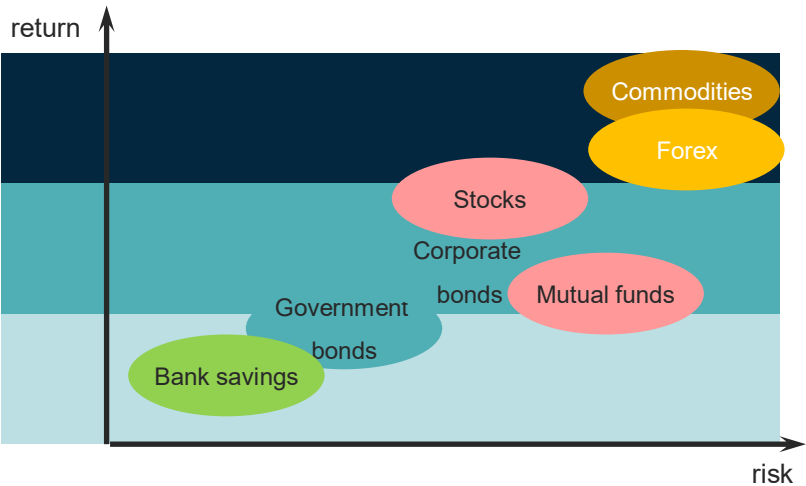 return
Commodities
Forex
Stocks
Corporate
bonds
Mutual funds
Government
bonds
Bank savings
risk